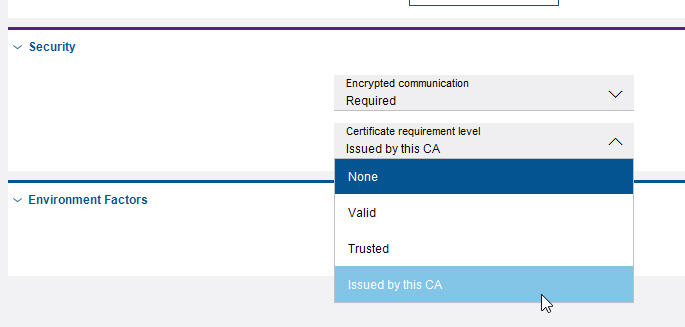 Security
Encrypted communication
Required
Certificate requirement level
Issued by this CA
None
Valid
Environment Factors
Trusted
Issued by this CA